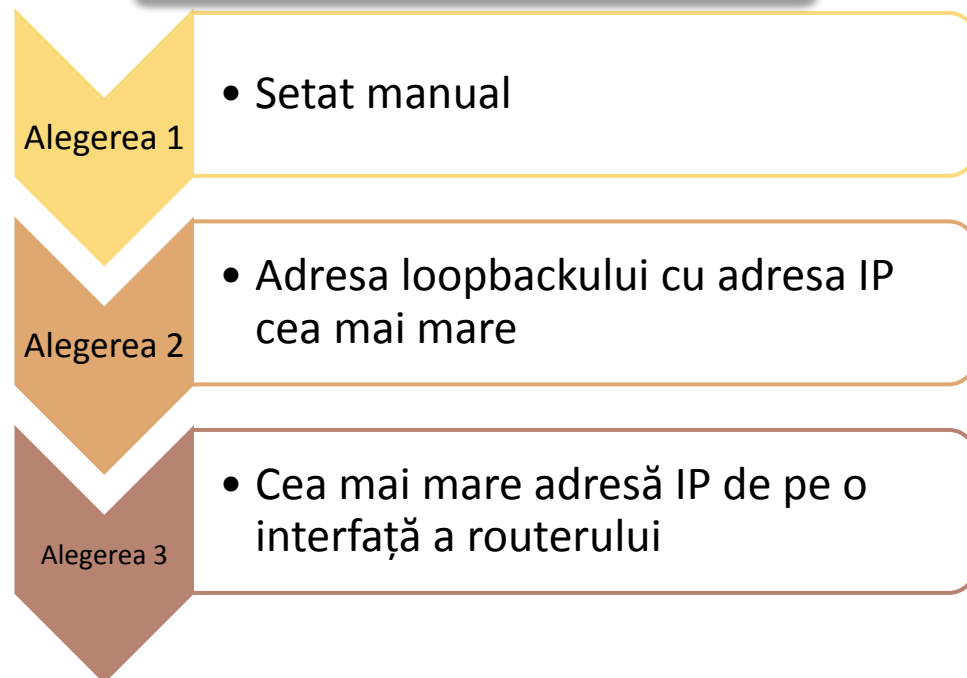 Alegerea 1
• Setat manual
Alegerea 2
• Adresa loopbackului cu adresa IP
cea mai mare
Alegerea 3
• Cea mai mare adresă IP de pe o
interfață a routerului